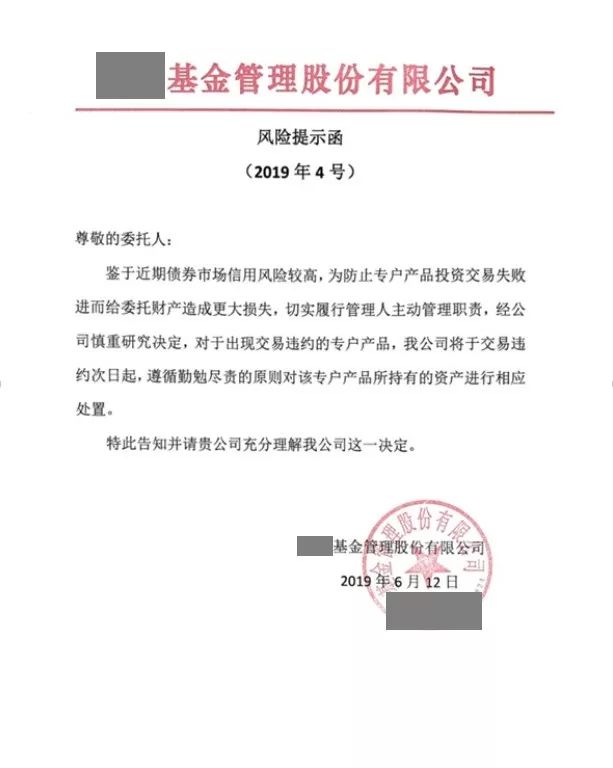 基金管理股份有限公司
风险提示函
（2019 年 4 号）
尊敬的委托人：
鉴于近期债券市场信用风险较高，为防止专户产品投资交易失败
进而给委托财产造成更大损失，切实履行管理人主动管理职责，经公
司慎重研究决定，对于出现交易违约的专户产品，我公司将于交易违
约次日起，遵循勤勉尽责的原则对该专户产品所持有的资产进行相应
处置。
特此告知并请贵公司充分理解我公司这一决定。
基金管理股份有限公司
基金管理股份有限公司
2019 年 6 月 12 日